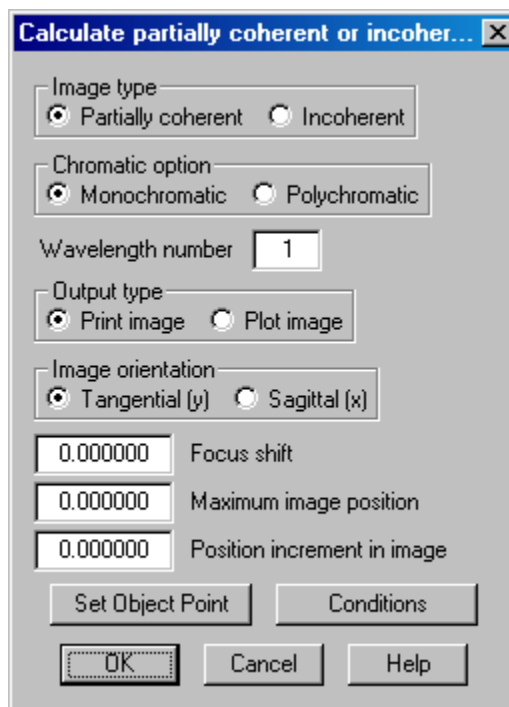 Calculate partially coherent or incoher...
Image type
Partially coherent Incoherent
Chromatic option
Monochromatic Polychromatic
Wavelength number 1
Output type
Print image Plot image
Image orientation
Tangential (y) Sagittal (x)
0.000000 Focus shift
0.000000 Maximum image position
0.000000 Position increment in image
Set Object Point Conditions
OK Cancel Help